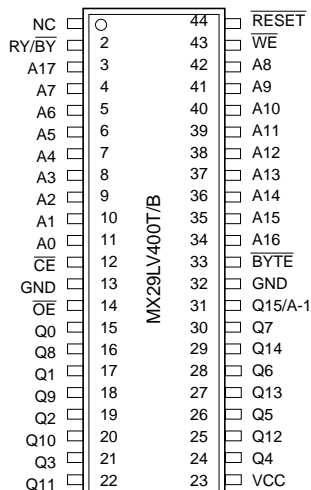 NC 44 RESET
RY/BY 2 43 WE
A17 3 42 A8
A7 4 41 A9
A6 5 40 A10
A5 6 39 A11
A4 7 38 A12
A3 8 37 A13
A2 9 36 A14
A1 10 35 A15
A0 11 34 A16
CE 12 33 BYTE
GND 13 32 GND
OE 14 31 Q15/A-1
Q0 15 30 Q7
Q8 16 29 Q14
Q1 17 28 Q6
Q9 18 27 Q13
Q2 19 26 Q5
Q10 20 25 Q12
Q3 21 24 Q4
Q11 22 23 VCC
MX29LV400T/B